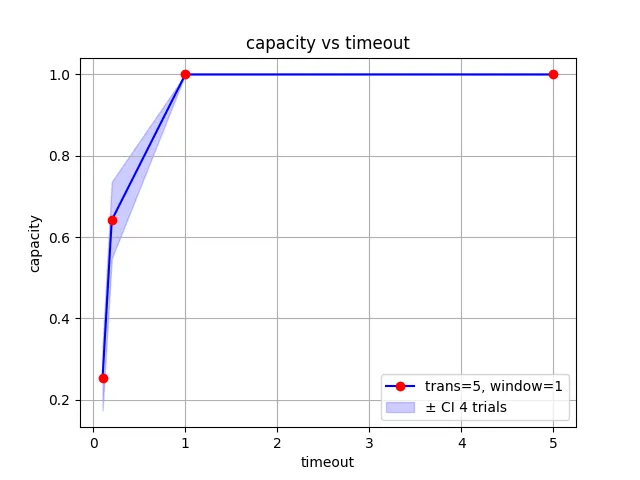 capacity vs timeout
1.0
0.8
0.6
0.4
0.2
capacity
trans=5, window=1
± CI 4 trials
0 1 2 3 4 5
timeout